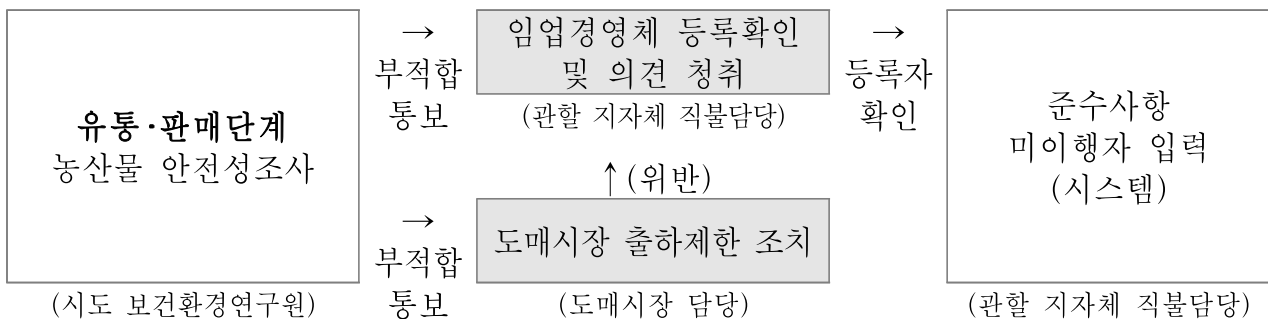 유통·판매단계
농산물 안전성조사
(시도 보건환경연구원)
→
부적합
통보
→
부적합
통보
임업경영체 등록확인
및 의견 청취
(관할 지자체 직불담당)
↑(위반)
도매시장 출하제한 조치
(도매시장 담당)
→
등록자
확인
준수사항
미이행자 입력
(시스템)
(관할 지자체 직불담당)